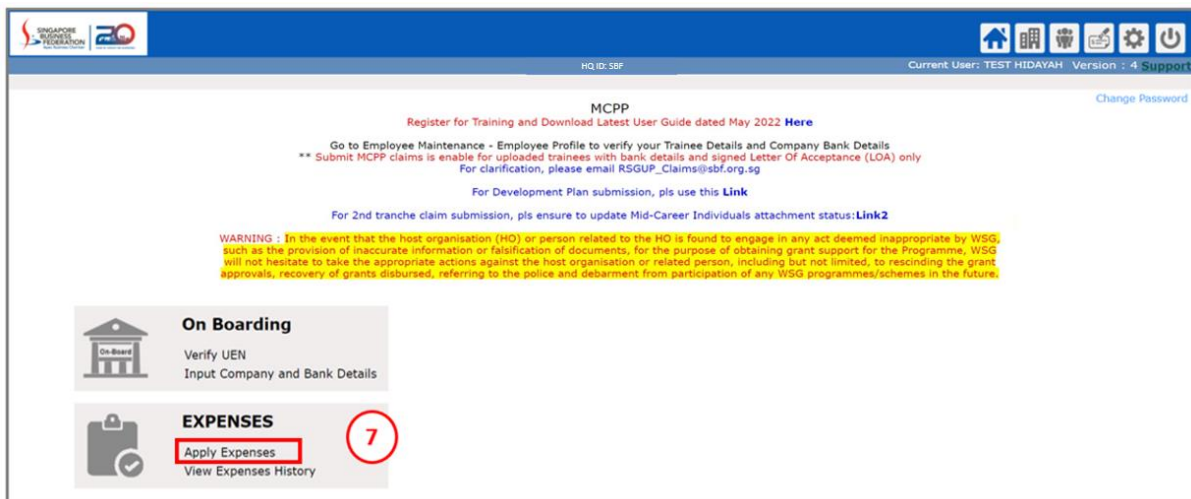 SINGAPORE
BUSINESS
FEDERATION
Apex Business Chamber
20
HQ ID: SBF
Current User: TEST HIDAYAH Version : 4 Support
Change Password
MCPP
Register for Training and Download Latest User Guide dated May 2022 Here
Go to Employee Maintenance - Employee Profile to verify your Trainee Details and Company Bank Details
** Submit MCPP claims is enable for uploaded trainees with bank details and signed Letter Of Acceptance (LOA) only
For clarification, please email RSGUP_Claims@sbf.org.sg
For Development Plan submission, pls use this Link
For 2nd tranche claim submission, pls ensure to update Mid-Career Individuals attachment status:Link2
WARNING : In the event that the host organisation (HO) or person related to the HO is found to engage in any act deemed inappropriate by WSG,
such as the provision of inaccurate information or falsification of documents, for the purpose of obtaining grant support for the Programme, WSG
will not hesitate to take the appropriate actions against the host organisation or related person, including but not limited, to rescinding the grant
approvals, recovery of grants disbursed, referring to the police and debarment from participation of any WSG programmes/schemes in the future.
On-Board
On Boarding
Verify UEN
Input Company and Bank Details
EXPENSES
Apply Expenses
7
View Expenses History